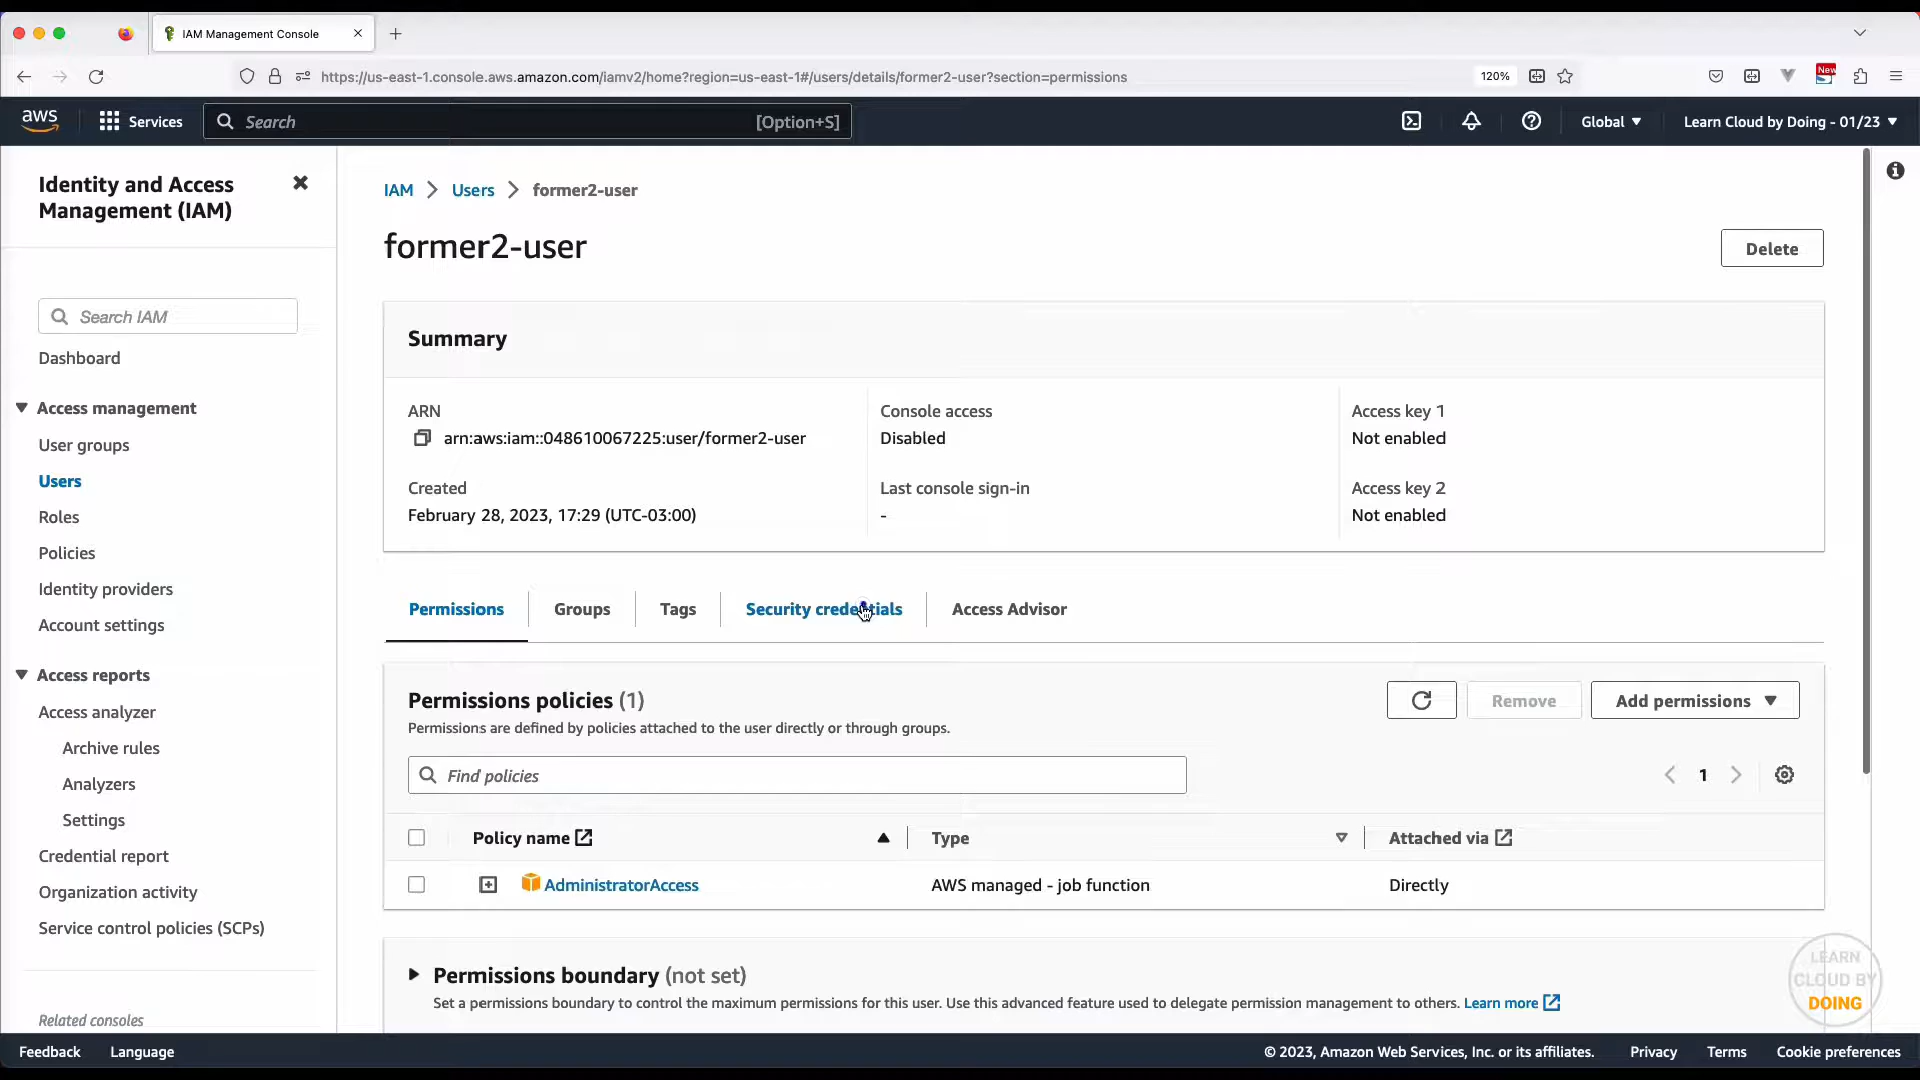 IAM Management Console
https://us-east-1.console.aws.amazon.com/iamv2/home?region=us-east-1#/users/details/former2-user?section=permissions
120%
New
aws
Services
Search
[Option+S]
Global
Learn Cloud by Doing - 01/23
Identity and Access
Management (IAM)
Search IAM
Dashboard
Access management
User groups
Users
Roles
Policies
Identity providers
Account settings
Access reports
Access analyzer
Archive rules
Analyzers
Settings
Credential report
Organization activity
Service control policies (SCPs)
Related consoles
IAM > Users > former2-user
former2-user
Delete
Summary
ARN
arn:aws:iam::048610067225:user/former2-user
Created
February 28, 2023, 17:29 (UTC-03:00)
Console access
Disabled
Last console sign-in
-
Access key 1
Not enabled
Access key 2
Not enabled
Permissions
Groups
Tags
Security credentials
Access Advisor
Permissions policies (1)
Permissions are defined by policies attached to the user directly or through groups.
Remove
Add permissions
Find policies
1
Policy name
Type
Attached via
AdministratorAccess
AWS managed - job function
Directly
Permissions boundary (not set)
Set a permissions boundary to control the maximum permissions for this user. Use this advanced feature used to delegate permission management to others. Learn more
LEARN
CLOUD BY
DOING
Feedback
Language
© 2023, Amazon Web Services, Inc. or its affiliates.
Privacy
Terms
Cookie preferences